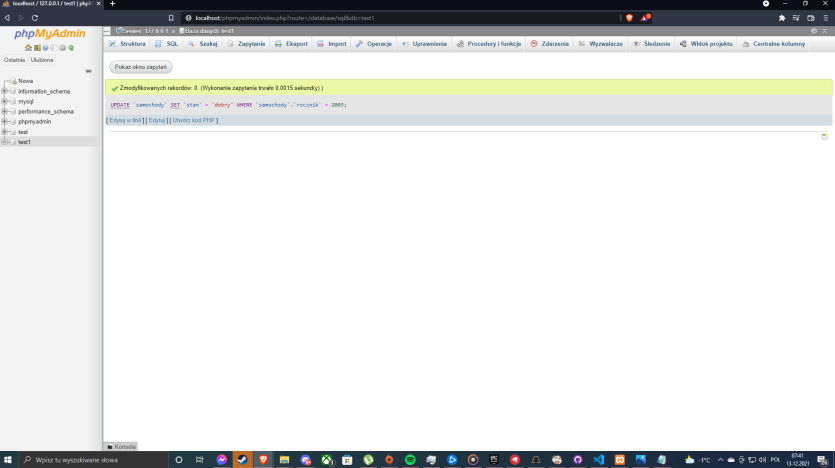 localhost / 127.0.0.1 / test1 | phpM
localhost/phpmyadmin/index.php?route=/database/sql&db=test1
phpMyAdmin
Serwer: 127.0.0.1 » Baza danych: test1
Struktura SQL Szukaj Zapytanie Eksport Import Operacje Uprawnienia Procedury i funkcje Zdarzenia Wyzwalacze Śledzenie Widok projektu Centralne kolumny
Ostatnie Ulubione
Nowa
information_schema
mysql
performance_schema
phpmyadmin
test
test1
Pokaż okno zapytań
Zmodyfikowanych rekordów: 0 (Wykonanie zapytania trwało 0,0015 sekund(y).)
UPDATE `samochody` SET `stan` = 'dobry' WHERE `samochody`.`rocznik` = 2003;
[ Edytuj w linii ] [ Edytuj ] [ Utwórz kod PHP ]
Konsola
Wpisz tu wyszukiwane słowa
-1°C
POL
07:41
13.12.2021